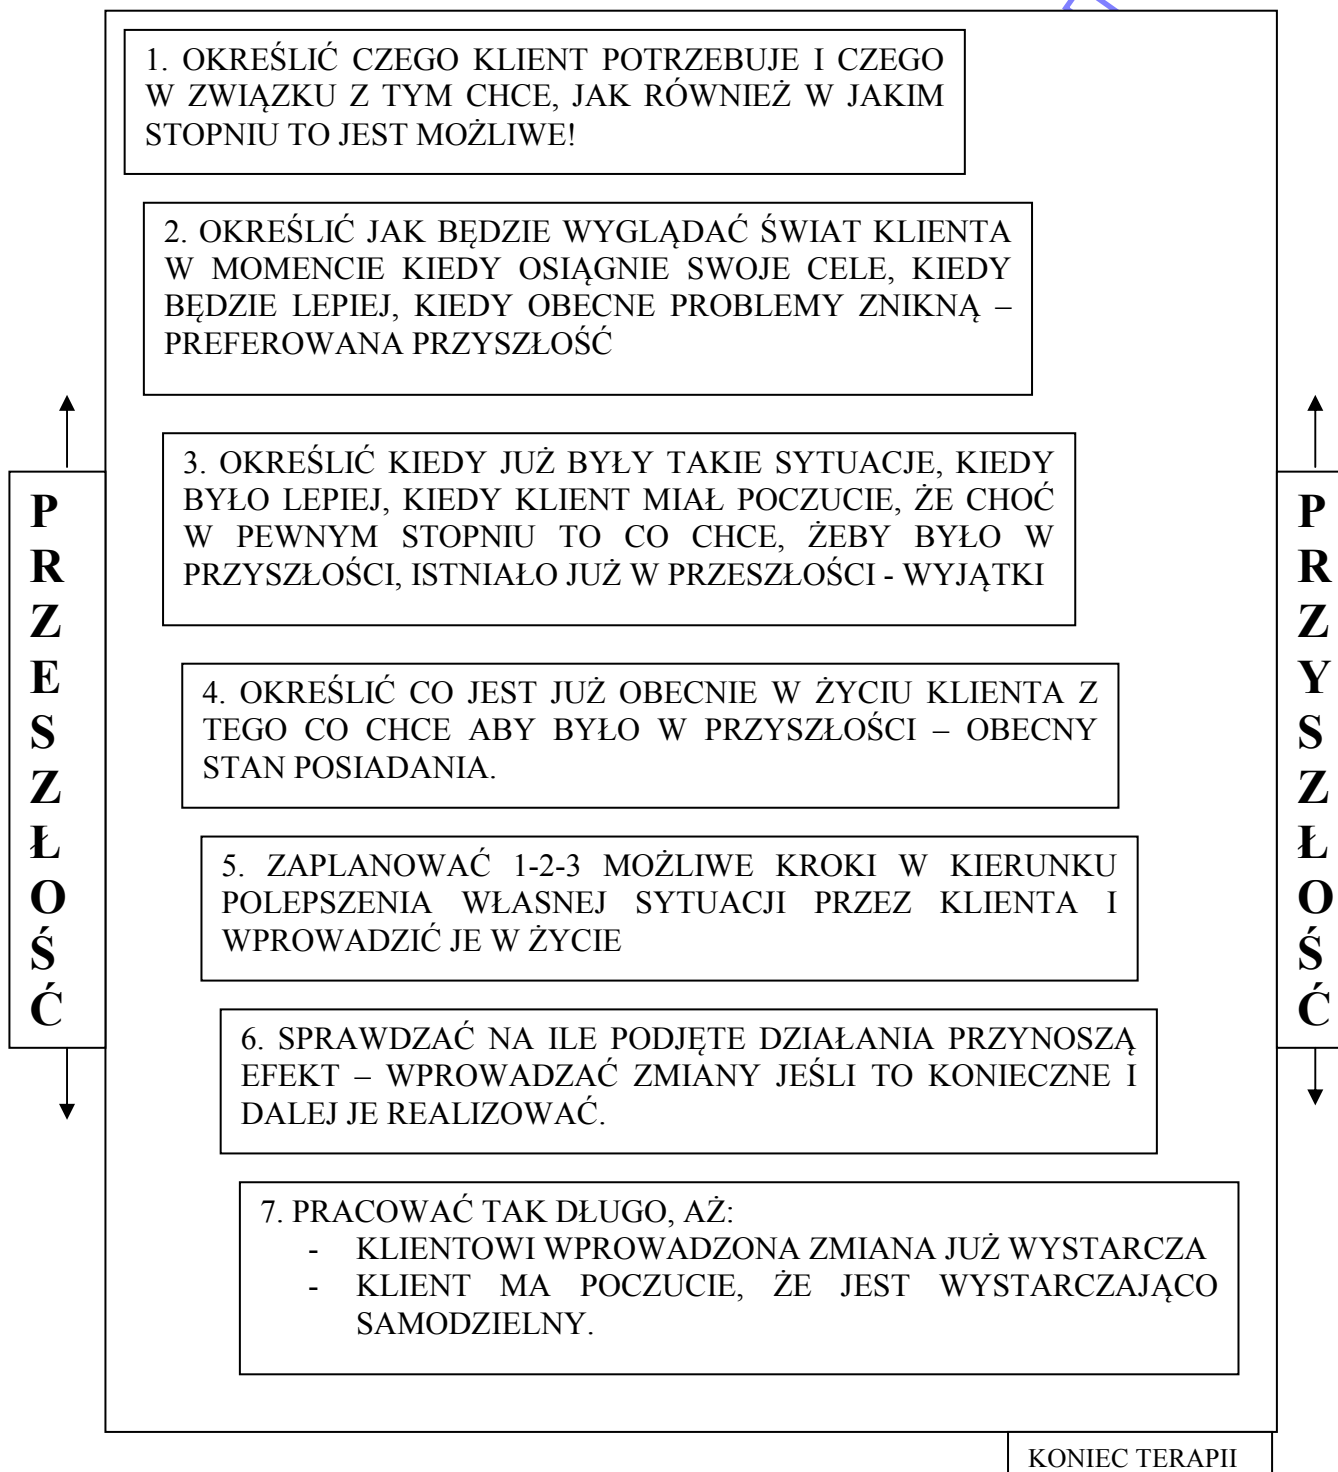 1. OKREŚLIĆ CZEGO KLIENT POTRZEBUJE I CZEGO
W ZWIĄZKU Z TYM CHCE, JAK RÓWNIEŻ W JAKIM
STOPNIU TO JEST MOŻLIWE!
2. OKREŚLIĆ JAK BĘDZIE WYGLĄDAĆ ŚWIAT KLIENTA
W MOMENCIE KIEDY OSIĄGNIE SWOJE CELE, KIEDY
BĘDZIE LEPIEJ, KIEDY OBECNE PROBLEMY ZNIKNĄ –
PREFEROWANA PRZYSZŁOŚĆ
3. OKREŚLIĆ KIEDY JUŻ BYŁY TAKIE SYTUACJE, KIEDY
BYŁO LEPIEJ, KIEDY KLIENT MIAŁ POCZUCIE, ŻE CHOĆ
W PEWNYM STOPNIU TO CO CHCE, ŻEBY BYŁO W
PRZYSZŁOŚCI, ISTNIAŁO JUŻ W PRZESZŁOŚCI - WYJĄTKI
P
R
Z
E
S
Z
Ł
O
Ś
Ć
P
R
Z
Y
S
Z
Ł
O
Ś
Ć
4. OKREŚLIĆ CO JEST JUŻ OBECNIE W ŻYCIU KLIENTA Z
TEGO CO CHCE ABY BYŁO W PRZYSZŁOŚCI – OBECNY
STAN POSIADANIA.
5. ZAPLANOWAĆ 1-2-3 MOŻLIWE KROKI W KIERUNKU
POLEPSZENIA WŁASNEJ SYTUACJI PRZEZ KLIENTA I
WPROWADZIĆ JE W ŻYCIE
6. SPRAWDZAĆ NA ILE PODJĘTE DZIAŁANIA PRZYNOSZĄ
EFEKT – WPROWADZAĆ ZMIANY JEŚLI TO KONIECZNE I
DALEJ JE REALIZOWAĆ.
7. PRACOWAĆ TAK DŁUGO, AŻ:
- KLIENTOWI WPROWADZONA ZMIANA JUŻ WYSTARCZA
- KLIENT MA POCZUCIE, ŻE JEST WYSTARCZAJĄCO
SAMODZIELNY.
KONIEC TERAPII